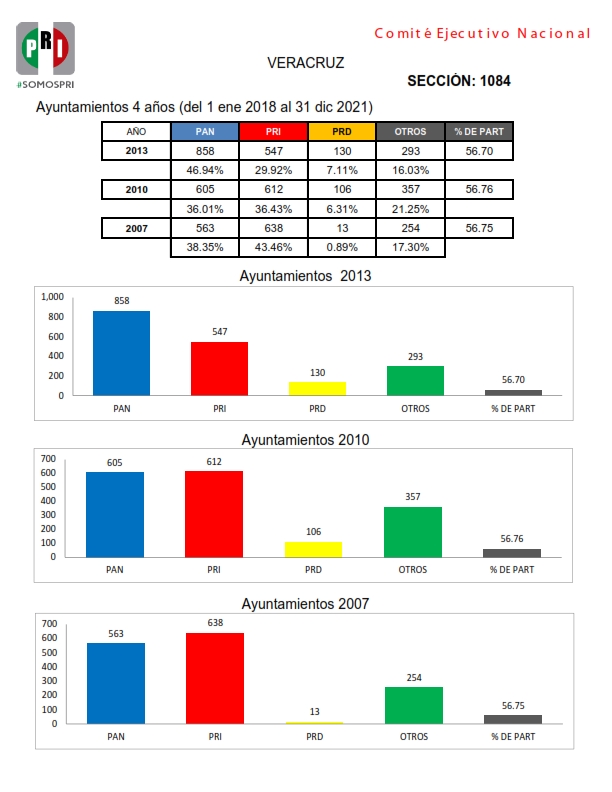 Comité Ejecutivo Nacional
PRI
#SOMOSPRI
VERACRUZ
SECCIÓN: 1084
Ayuntamientos 4 años (del 1 ene 2018 al 31 dic 2021)
AÑO PAN PRI PRD OTROS % DE PART
2013 858 547 130 293 56.70
46.94% 29.92% 7.11% 16.03%
2010 605 612 106 357 56.76
36.01% 36.43% 6.31% 21.25%
2007 563 638 13 254 56.75
38.35% 43.46% 0.89% 17.30%
Ayuntamientos 2013
1,000
800
600
400
200
0
858 547 130 293 56.70
PAN PRI PRD OTROS % DE PART
Ayuntamientos 2010
700
600
500
400
300
200
100
0
605 612 106 357 56.76
PAN PRI PRD OTROS % DE PART
Ayuntamientos 2007
700
600
500
400
300
200
100
0
563 638 13 254 56.75
PAN PRI PRD OTROS % DE PART